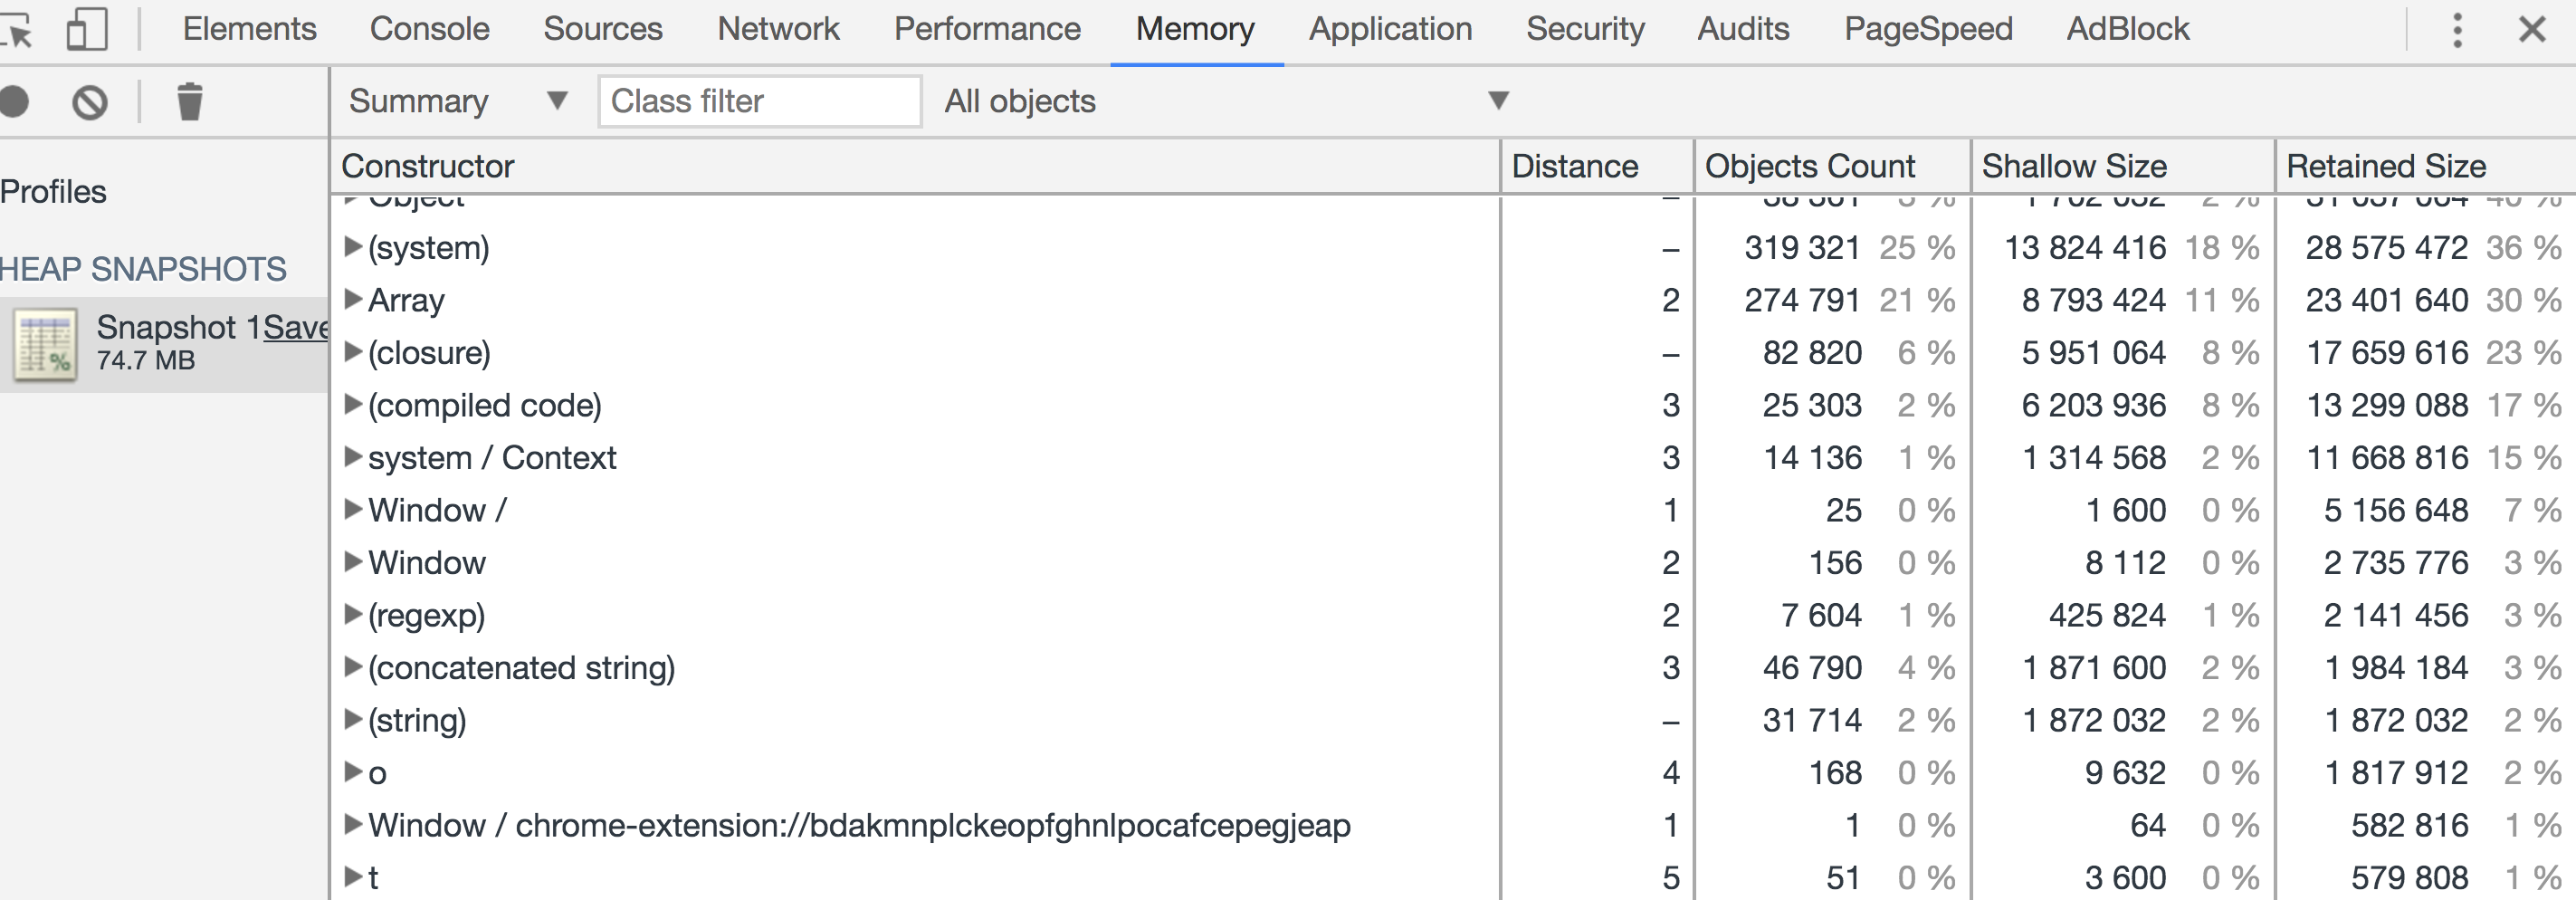 Elements Console Sources Network Performance Memory Application Security Audits PageSpeed AdBlock
Summary Class filter All objects
Constructor Distance Objects Count Shallow Size Retained Size
Profiles
HEAP SNAPSHOTS
Snapshot 1 Save
74.7 MB
Object –
(system) – 319 321 25 % 13 824 416 18 % 28 575 472 36 %
Array 2 274 791 21 % 8 793 424 11 % 23 401 640 30 %
(closure) – 82 820 6 % 5 951 064 8 % 17 659 616 23 %
(compiled code) 3 25 303 2 % 6 203 936 8 % 13 299 088 17 %
system / Context 3 14 136 1 % 1 314 568 2 % 11 668 816 15 %
Window / 1 25 0 % 1 600 0 % 5 156 648 7 %
Window 2 156 0 % 8 112 0 % 2 735 776 3 %
(regexp) 2 7 604 1 % 425 824 1 % 2 141 456 3 %
(concatenated string) 3 46 790 4 % 1 871 600 2 % 1 984 184 3 %
(string) – 31 714 2 % 1 872 032 2 % 1 872 032 2 %
o 4 168 0 % 9 632 0 % 1 817 912 2 %
Window / chrome-extension://bdakmnplckeopfghnlpocafcepegjeap 1 1 0 % 64 0 % 582 816 1 %
t 5 51 0 % 3 600 0 % 579 808 1 %